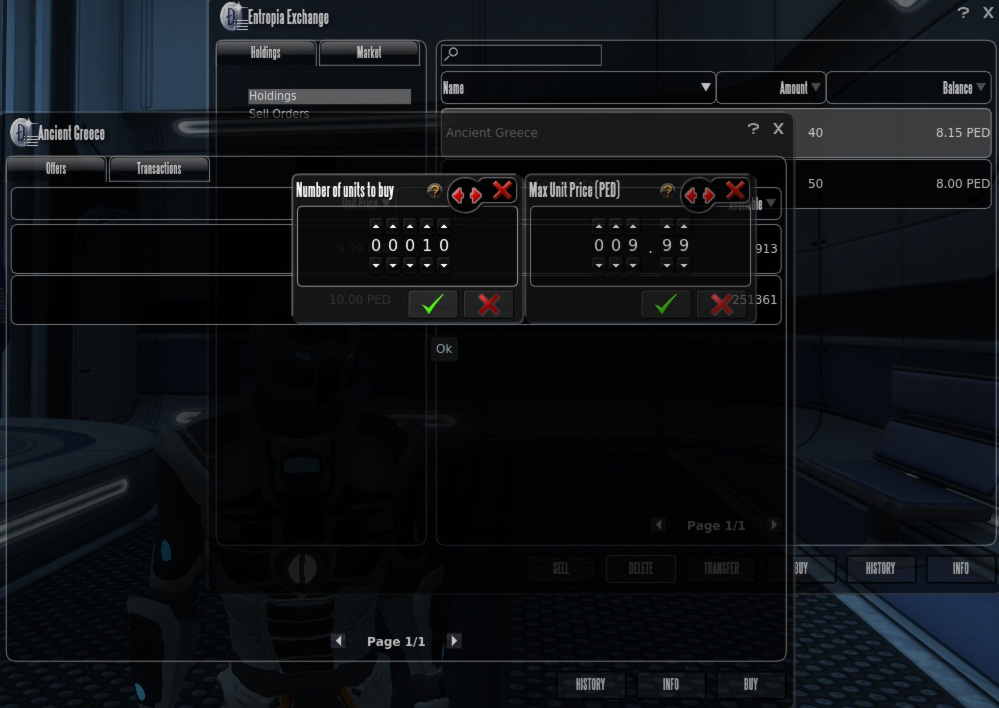 Entropia Exchange
? X
Holdings Market
Name Amount Balance
Holdings
Sell Orders
Ancient Greece 40 8.15 PED
50 8.00 PED
Ancient Greece
? X
Offers Transactions
Number of units to buy
Max Unit Price (PED)
00010
009.99
913
10.00 PED 251361
Ok
Page 1/1
SELL DELETE TRANSFER BUY HISTORY INFO
Page 1/1
HISTORY INFO BUY